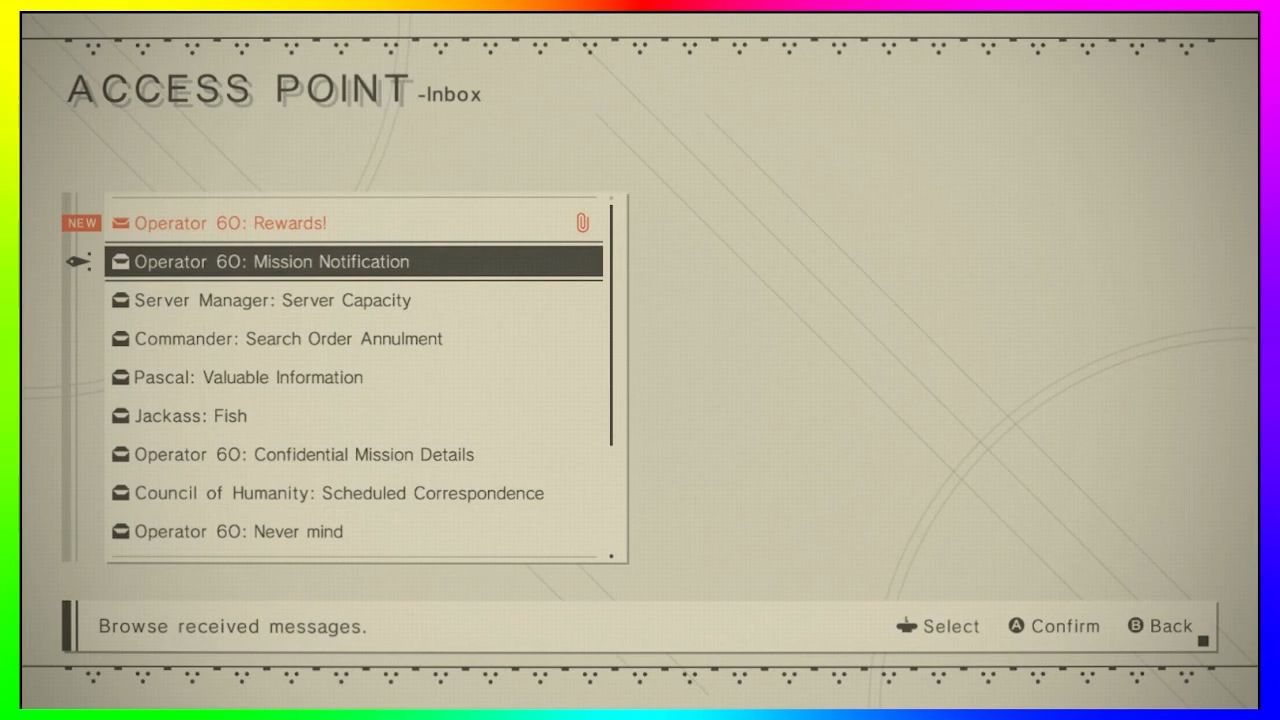 ACCESS POINT -Inbox
NEW Operator 6O: Rewards!
Operator 6O: Mission Notification
Server Manager: Server Capacity
Commander: Search Order Annulment
Pascal: Valuable Information
Jackass: Fish
Operator 6O: Confidential Mission Details
Council of Humanity: Scheduled Correspondence
Operator 6O: Never mind
Browse received messages.
Select A Confirm B Back